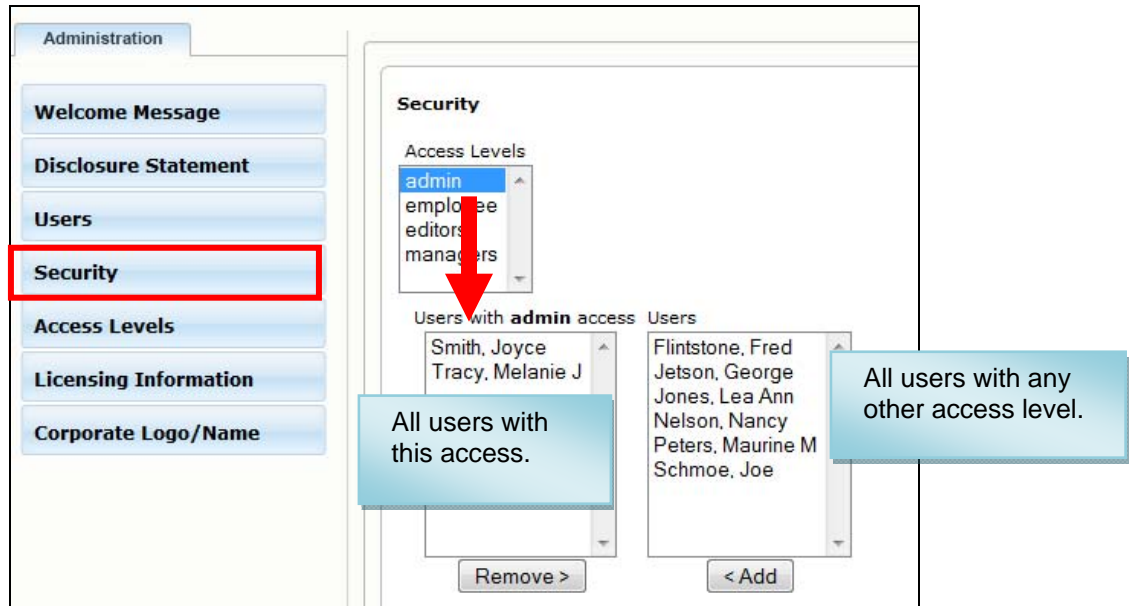 Administration
Welcome Message
Disclosure Statement
Users
Security
Access Levels
Licensing Information
Corporate Logo/Name
Security
Access Levels
admin
employee
editors
managers
Users with admin access
Smith, Joyce
Tracy, Melanie J
All users with
this access.
Remove >
Users
Flintstone, Fred
Jetson, George
Jones, Lea Ann
Nelson, Nancy
Peters, Maurine M
Schmoe, Joe
< Add
All users with any
other access level.